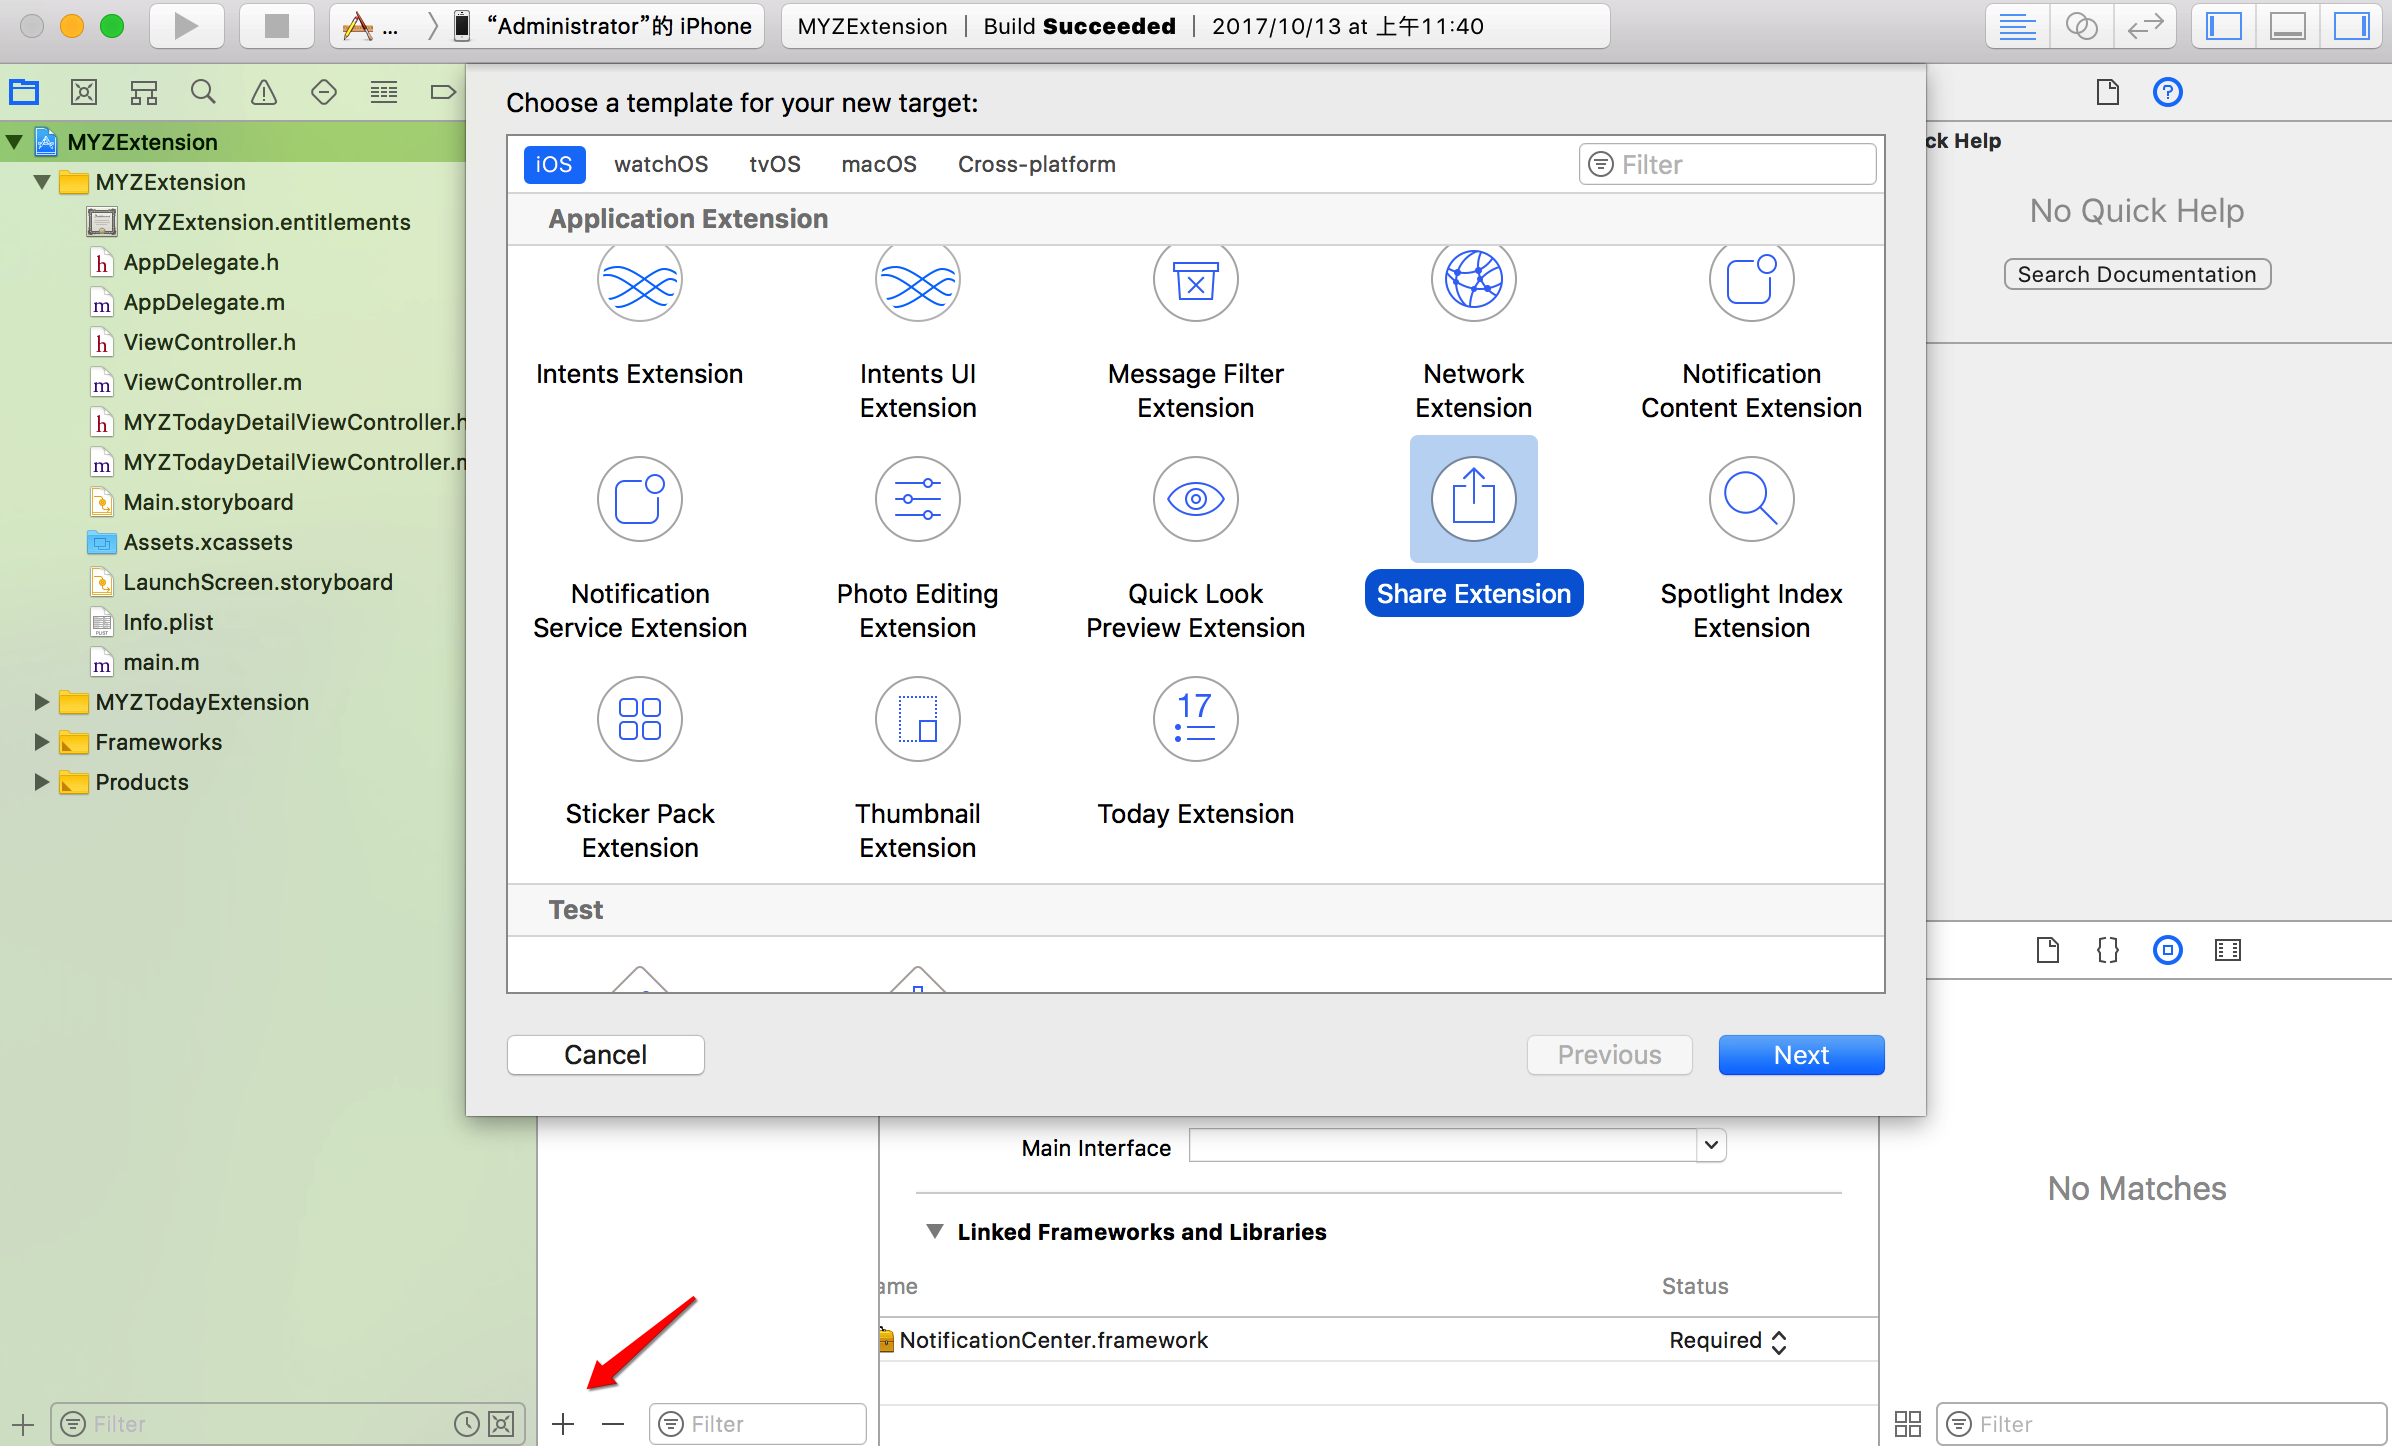 ... “Administrator”的 iPhone
MYZExtension | Build Succeeded | 2017/10/13 at 上午11:40
Choose a template for your new target:
iOS watchOS tvOS macOS Cross-platform Filter
Application Extension
Intents Extension
Intents UI
Extension
Message Filter
Extension
Network
Extension
Notification
Content Extension
Notification
Service Extension
Photo Editing
Extension
Quick Look
Preview Extension
Share Extension
Spotlight Index
Extension
17
Sticker Pack
Extension
Thumbnail
Extension
Today Extension
Test
Cancel Previous Next
MYZExtension
MYZExtension
MYZExtension.entitlements
h AppDelegate.h
m AppDelegate.m
h ViewController.h
m ViewController.m
h MYZTodayDetailViewController.h
m MYZTodayDetailViewController.m
Main.storyboard
Assets.xcassets
LaunchScreen.storyboard
Info.plist
m main.m
MYZTodayExtension
Frameworks
Products
Filter
ck Help
No Quick Help
Search Documentation
Main Interface
Linked Frameworks and Libraries
ame Status
NotificationCenter.framework Required
Filter
No Matches
Filter